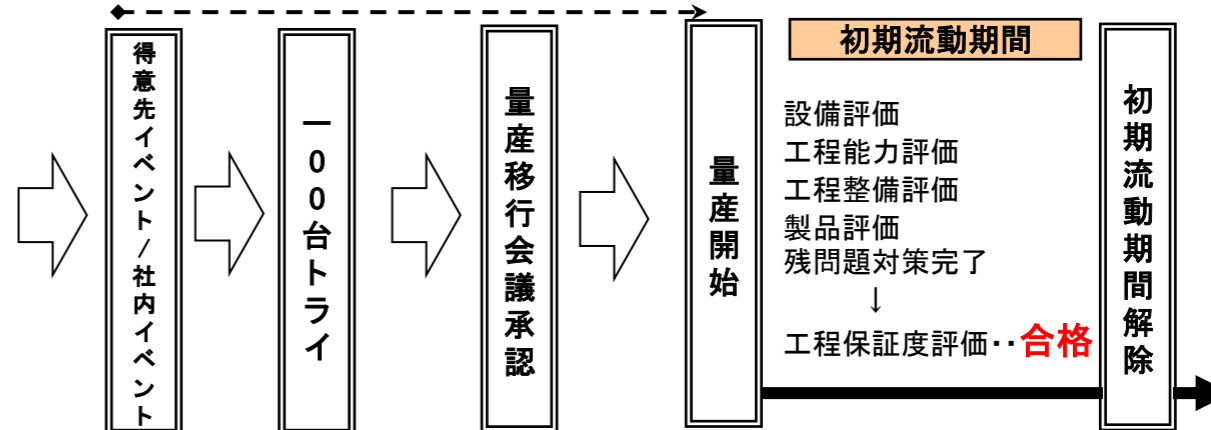 得意先イベント/社内イベント
一00台トライ
量産移行会議承認
量産開始
初期流動期間
設備評価
工程能力評価
工程整備評価
製品評価
残問題対策完了
↓
工程保証度評価‥合格
初期流動期間解除